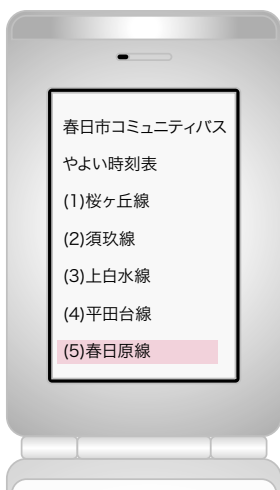 春日市コミュニティバス
やよい時刻表
(1)桜ヶ丘線
(2)須玖線
(3)上白水線
(4)平田台線
(5)春日原線